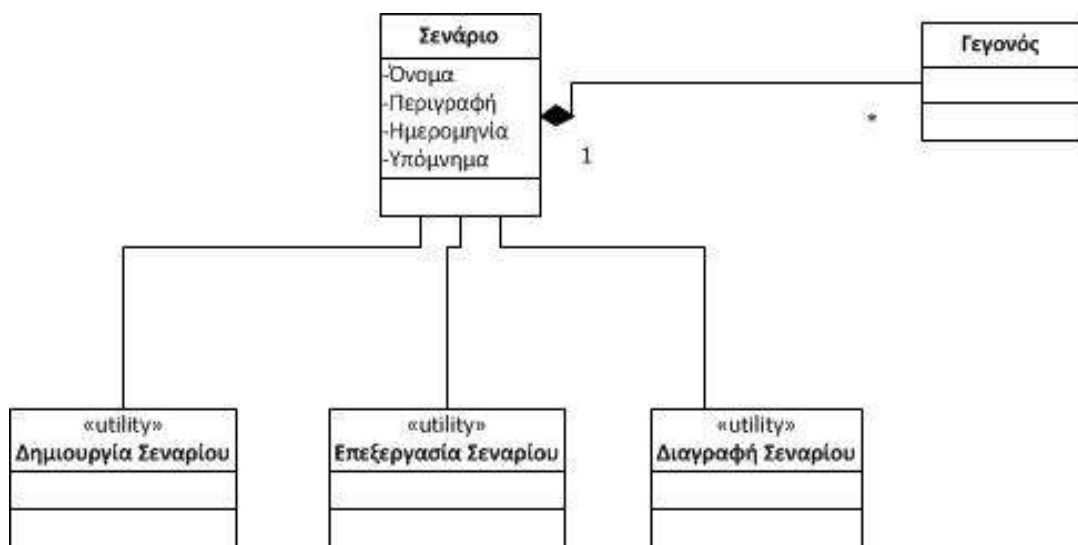 Σενάριο
-Όνομα
-Περιγραφή
-Ημερομηνία
-Υπόμνημα
Γεγονός
*
1
«utility»
Δημιουργία Σεναρίου
«utility»
Επεξεργασία Σεναρίου
«utility»
Διαγραφή Σεναρίου